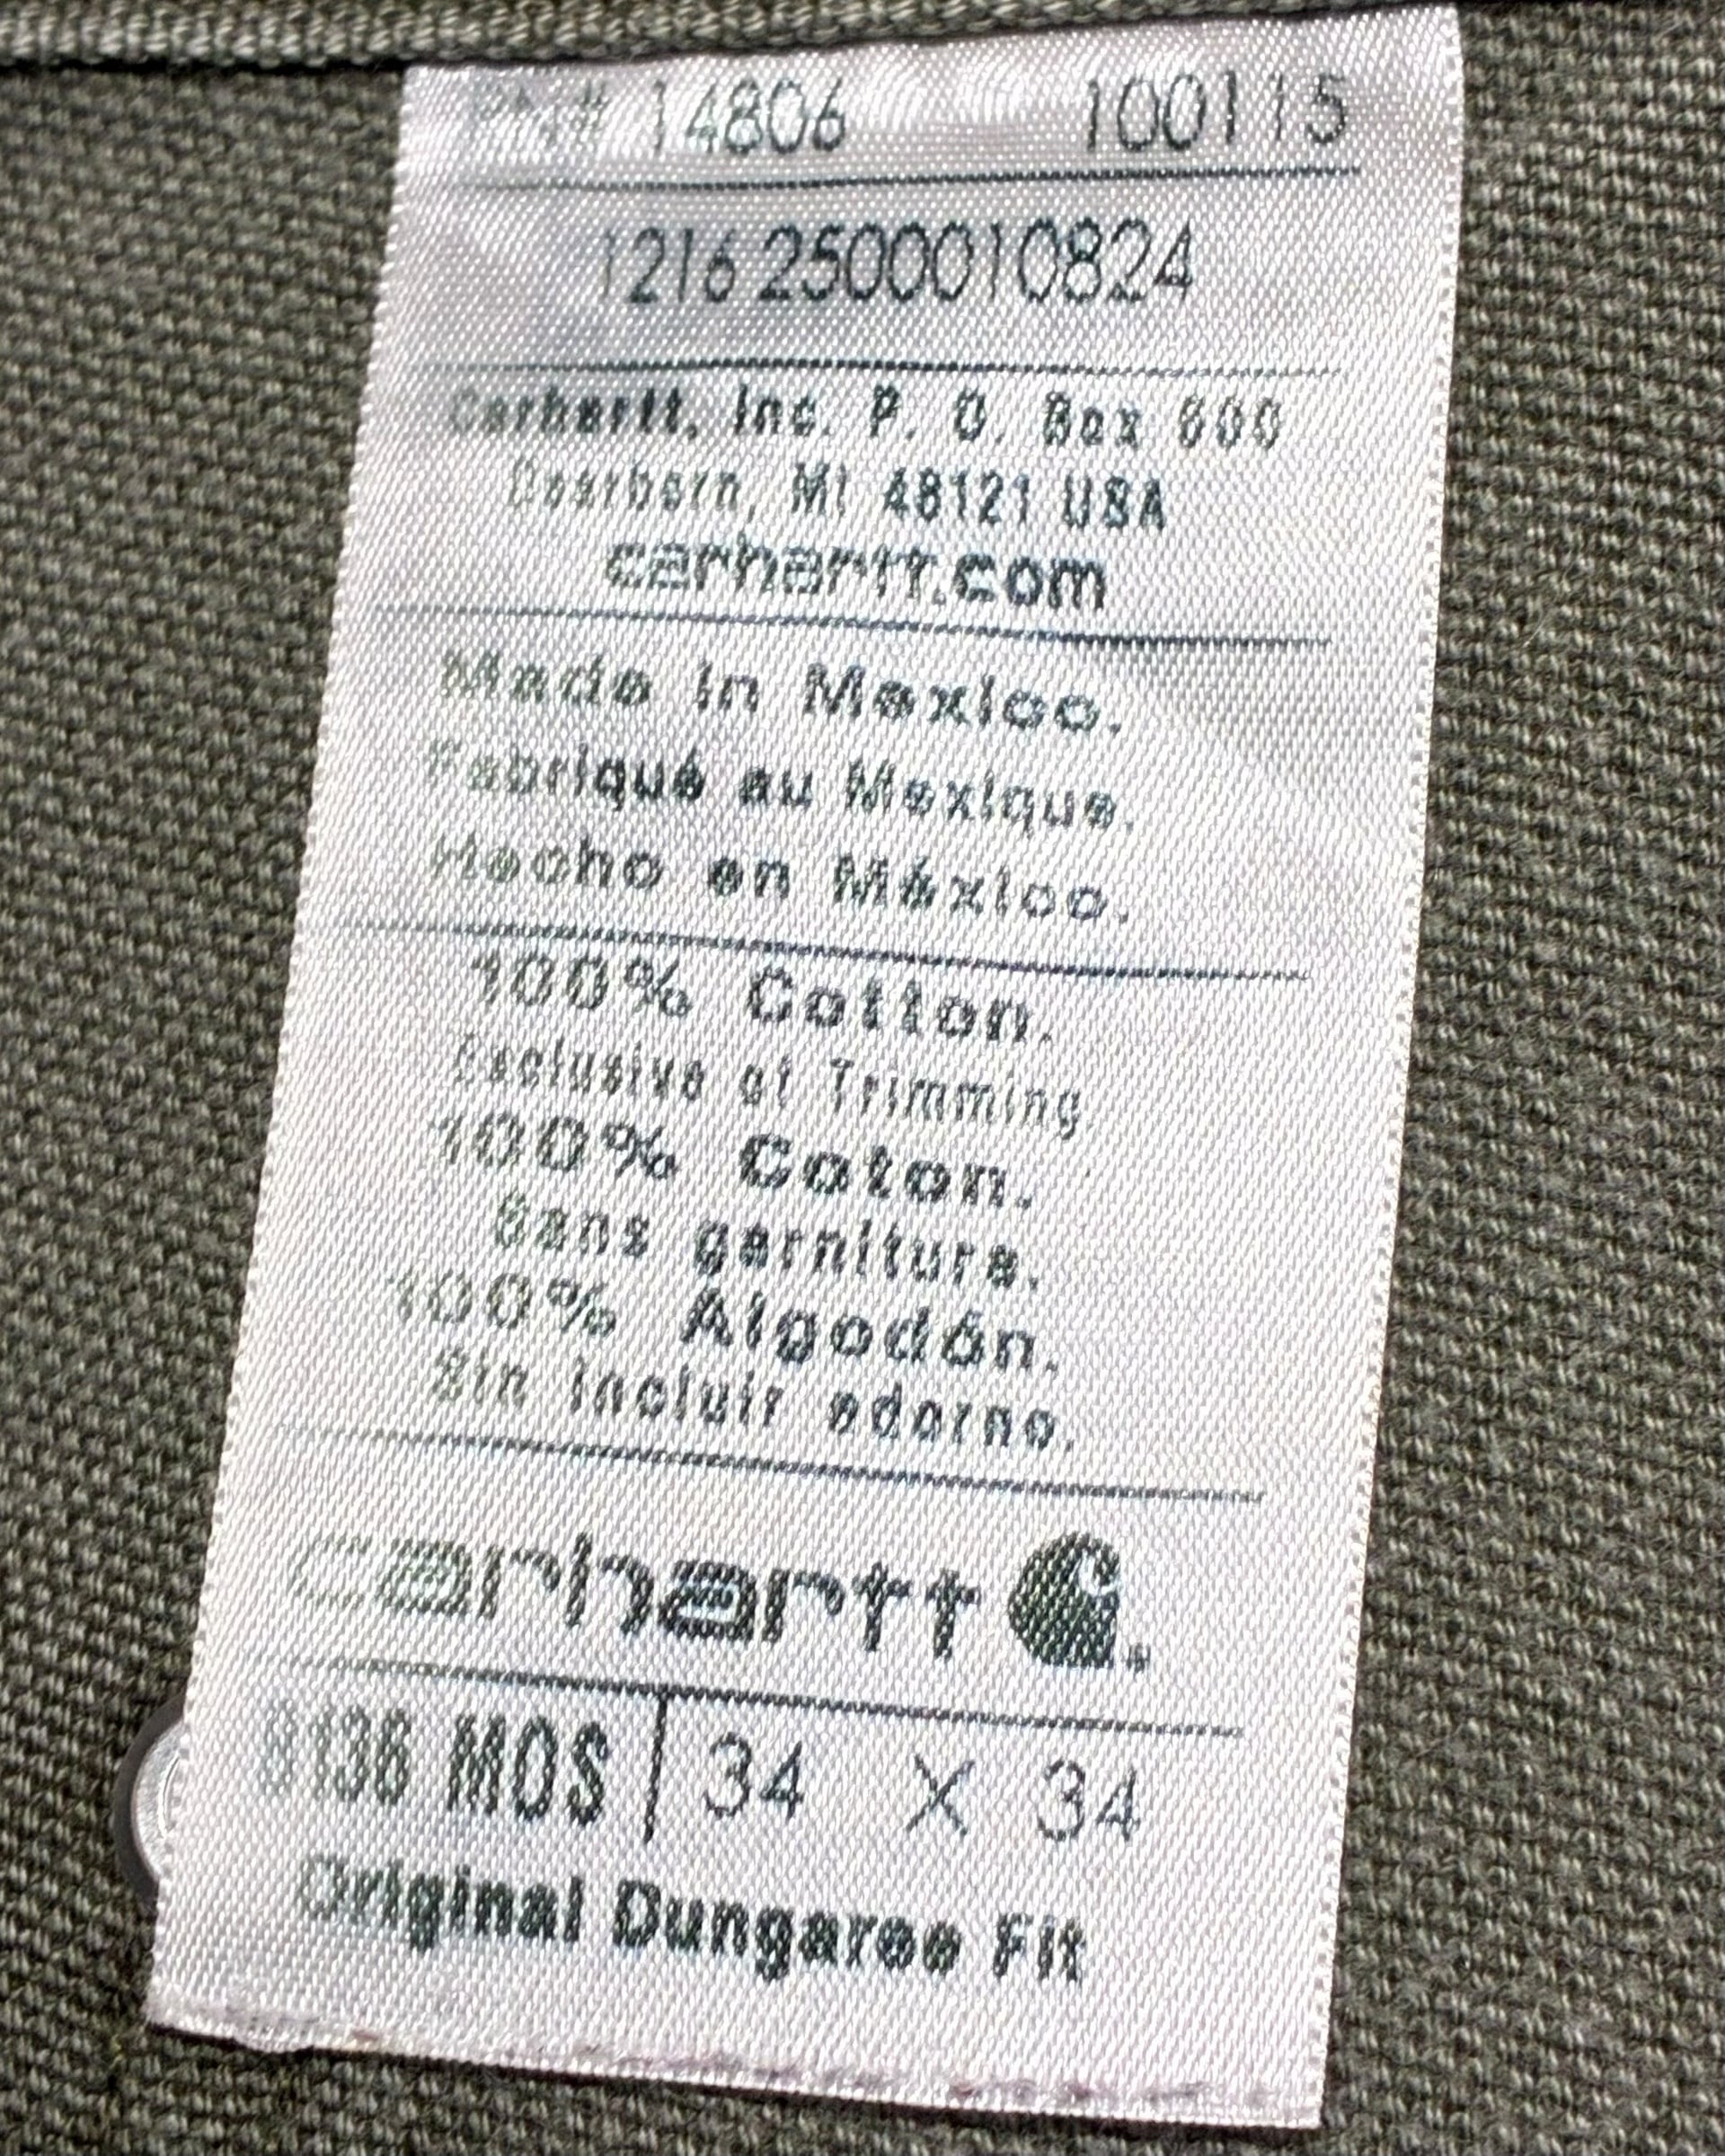 RN# 14806 100115
1216 2500010824
Carhartt, Inc. P. O. Box 600
Dearborn, MI 48121 USA
carhartt.com
Made in Mexico.
Fabriqué au Mexique.
Hecho en México.
100% Cotton.
Exclusive of Trimming
100% Coton.
Sans garniture.
100% Algodón.
Sin incluir adorno.
carhartt
B136 MOS 34 X 34
Original Dungaree Fit